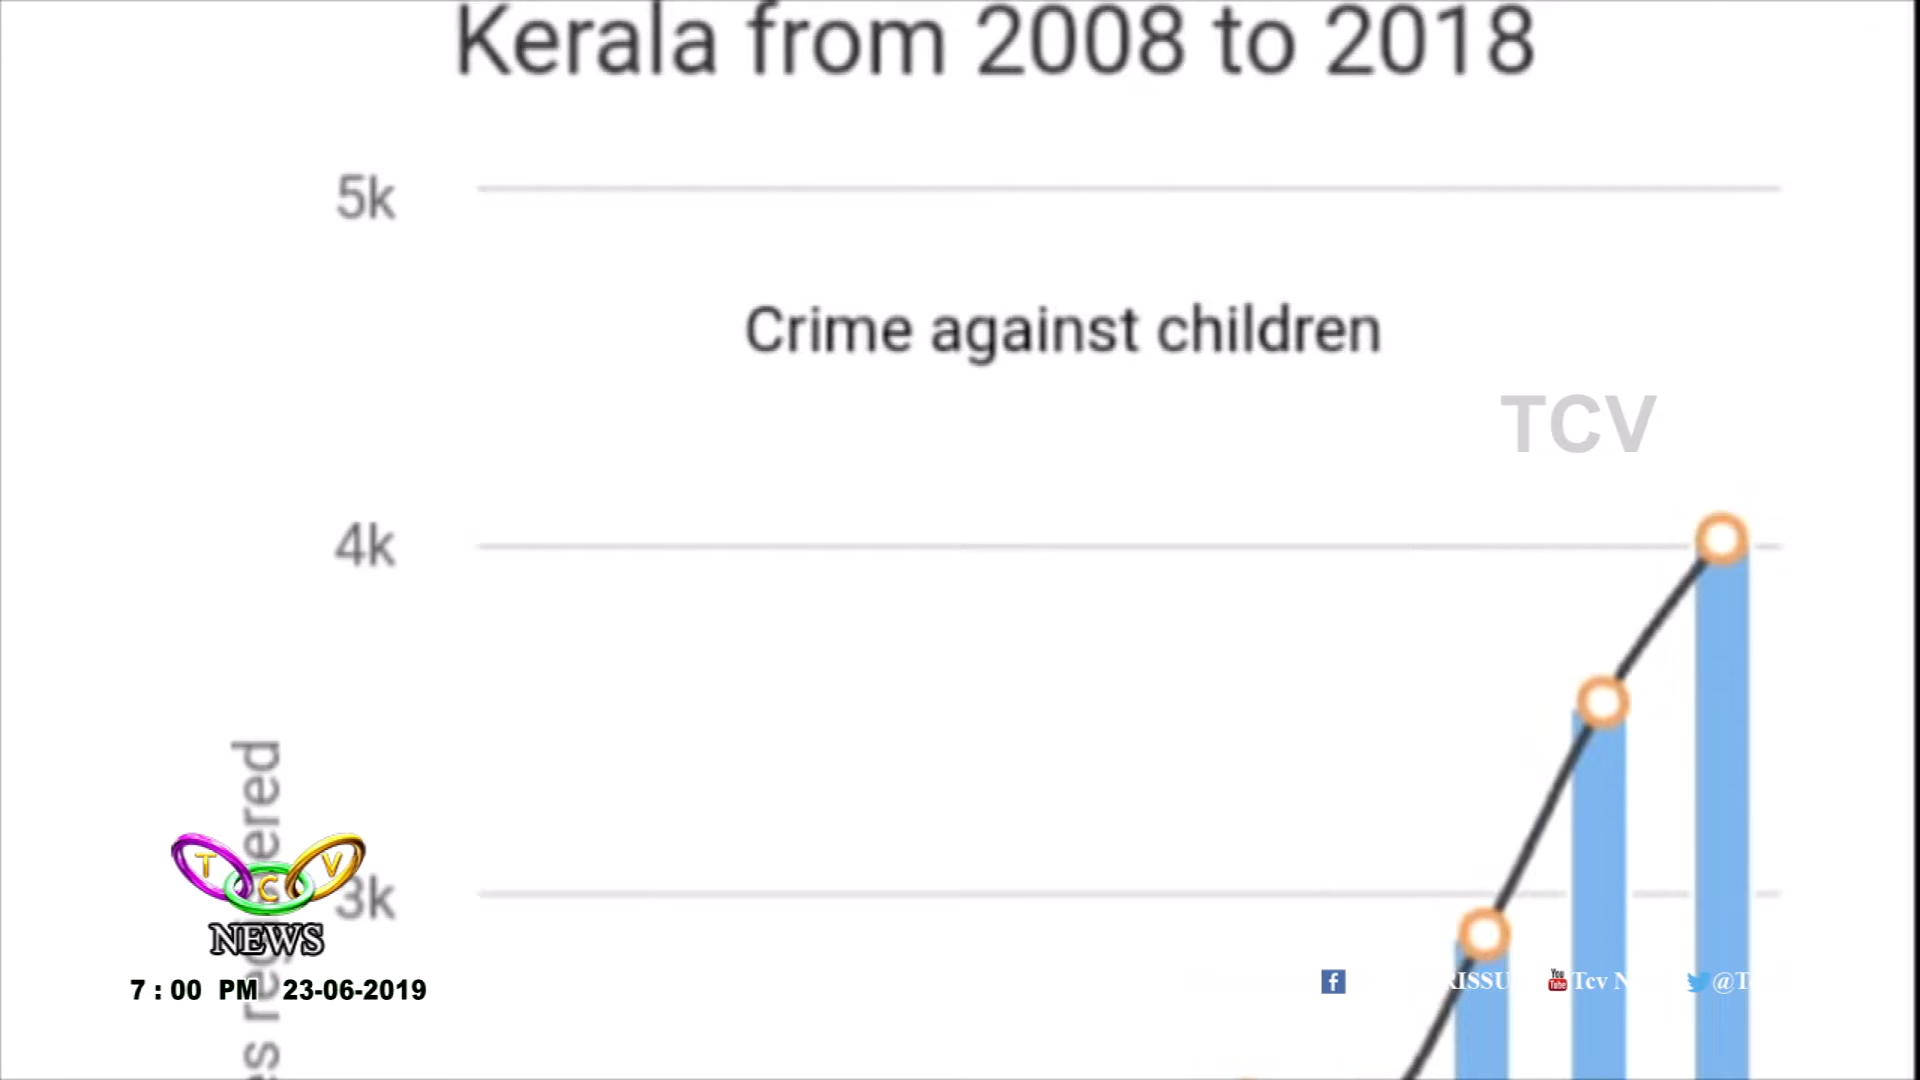 Kerala from 2008 to 2018
5k
Crime against children
TCV
4k
3k
T C V
NEWS
7 : 00 PM 23-06-2019
Tcv